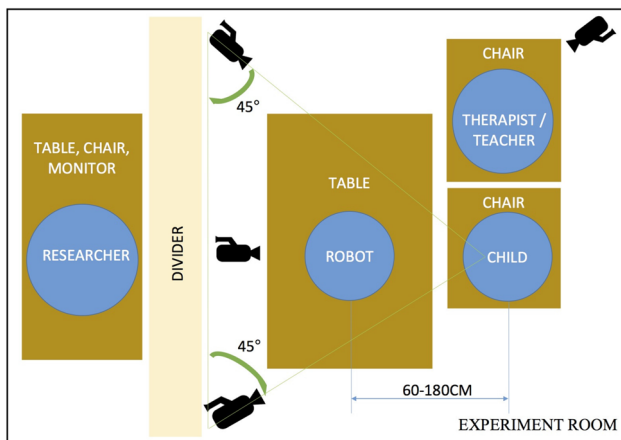 CHAIR
45°
THERAPIST /
TEACHER
TABLE, CHAIR,
MONITOR
TABLE
CHAIR
RESEARCHER
DIVIDER
ROBOT
CHILD
45°
60-180CM
EXPERIMENT ROOM